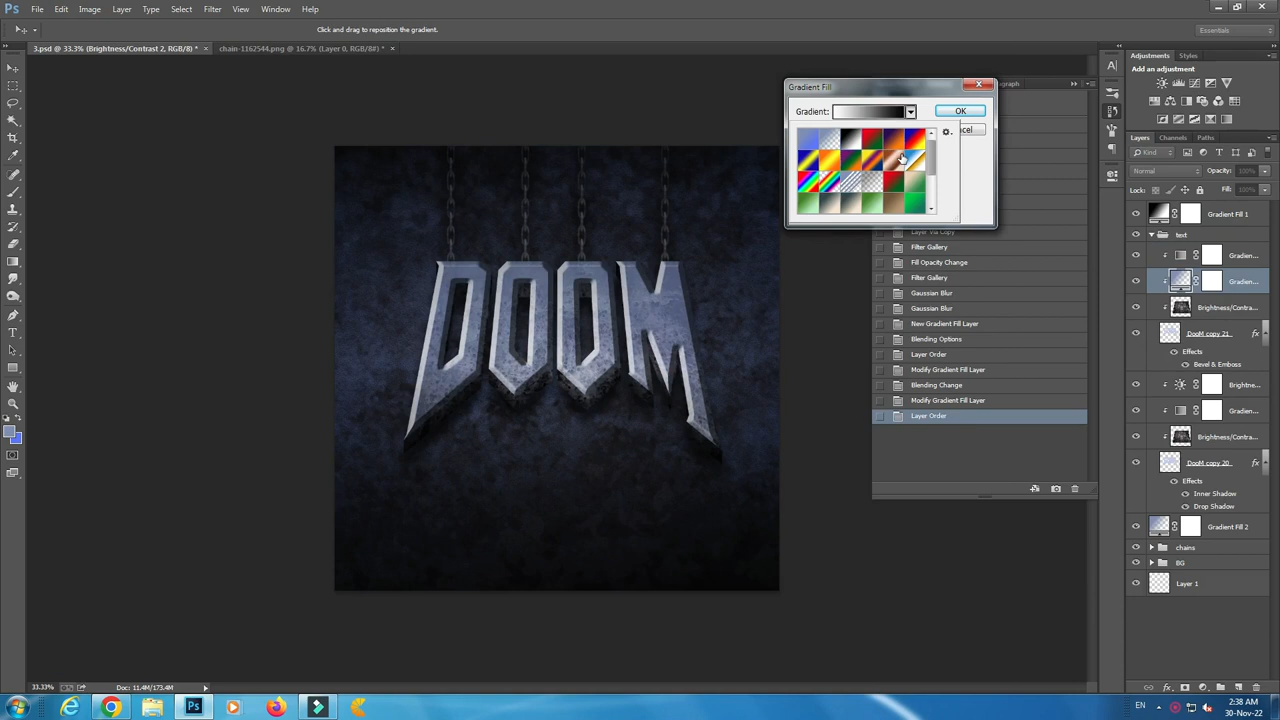 Ps File Edit Image Layer Type Select Filter View Window Help
Click and drag to reposition the gradient.
Essentials
3.psd @ 33.3% (Brightness/Contrast 2, RGB/8) * × chain-1162544.png @ 16.7% (Layer 0, RGB/8#) * ×
Adjustments Styles
Add an adjustment
Gradient Fill
Gradient: OK
DOOM
Layer Via Copy
Filter Gallery
Fill Opacity Change
Filter Gallery
Gaussian Blur
Gaussian Blur
New Gradient Fill Layer
Blending Options
Layer Order
Modify Gradient Fill Layer
Blending Change
Modify Gradient Fill Layer
Layer Order
Layers Channels Paths
Kind
Normal Opacity: 100%
Lock: Fill: 100%
Gradient Fill 1
text
Gradien...
Gradien...
Brightness/Contra...
DooM copy 21 fx
Effects
Bevel & Emboss
Brightne...
Gradien...
Brightness/Contra...
DooM copy 20 fx
Effects
Inner Shadow
Drop Shadow
Gradient Fill 2
chains
BG
Layer 1
33.33% Doc: 11.4M/173.4M
EN 2:38 AM
30-Nov-22